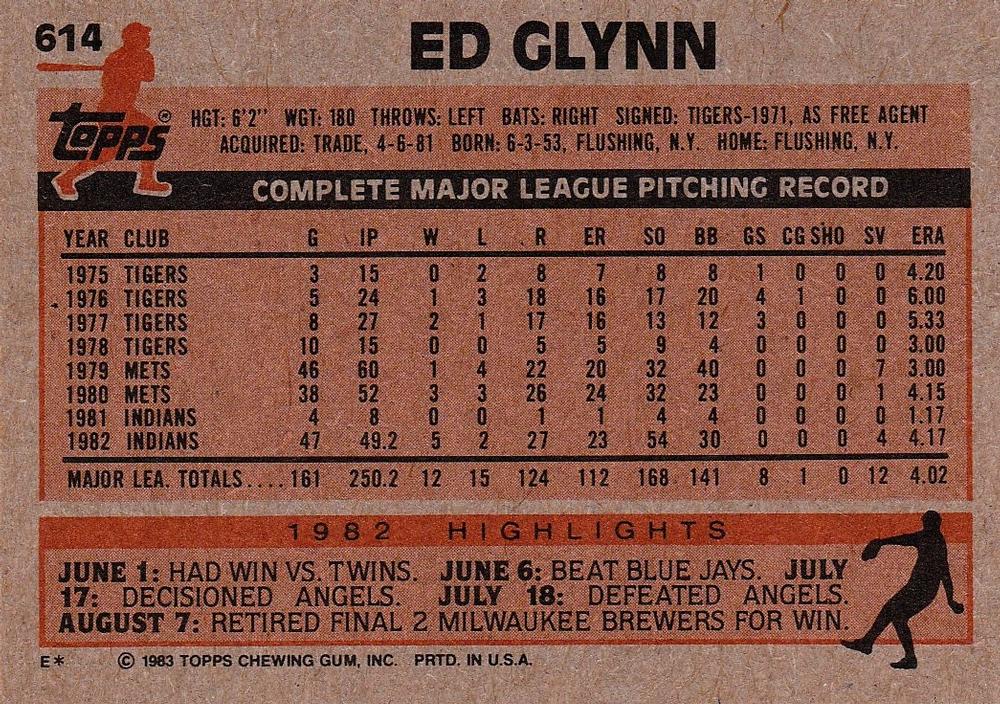 614
ED GLYNN
Topps®
HGT: 6'2" WGT: 180 THROWS: LEFT BATS: RIGHT SIGNED: TIGERS-1971, AS FREE AGENT
ACQUIRED: TRADE, 4-6-81 BORN: 6-3-53, FLUSHING, N.Y. HOME: FLUSHING, N.Y.
COMPLETE MAJOR LEAGUE PITCHING RECORD
YEAR CLUB G IP W L R ER SO BB GS CG SHO SV ERA
1975 TIGERS 3 15 0 2 8 7 8 8 1 0 0 0 4.20
1976 TIGERS 5 24 1 3 18 16 17 20 4 1 0 0 6.00
1977 TIGERS 8 27 2 1 17 16 13 12 3 0 0 0 5.33
1978 TIGERS 10 15 0 0 5 5 9 4 0 0 0 0 3.00
1979 METS 46 60 1 4 22 20 32 40 0 0 0 7 3.00
1980 METS 38 52 3 3 26 24 32 23 0 0 0 1 4.15
1981 INDIANS 4 8 0 0 1 1 4 4 0 0 0 0 1.17
1982 INDIANS 47 49.2 5 2 27 23 54 30 0 0 0 4 4.17
MAJOR LEA. TOTALS.... 161 250.2 12 15 124 112 168 141 8 1 0 12 4.02
1982 HIGHLIGHTS
JUNE 1: HAD WIN VS. TWINS. JUNE 6: BEAT BLUE JAYS. JULY
17: DECISIONED ANGELS. JULY 18: DEFEATED ANGELS.
AUGUST 7: RETIRED FINAL 2 MILWAUKEE BREWERS FOR WIN.
E* © 1983 TOPPS CHEWING GUM, INC. PRTD. IN U.S.A.